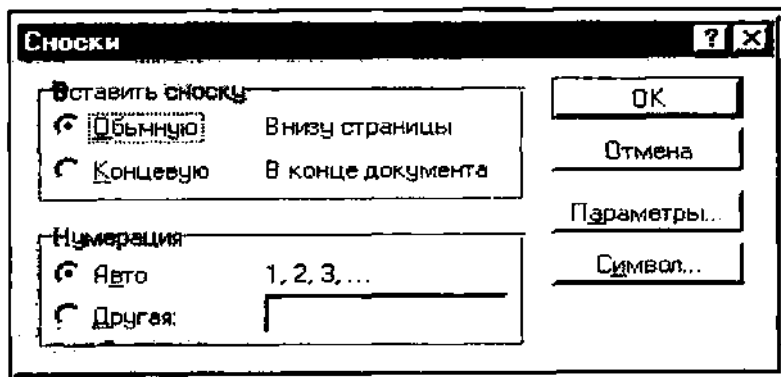 Сноски
Вставить сноску
Обычную Внизу страницы
Концевую В конце документа
Нумерация
Авто 1, 2, 3, ...
Другая:
OK
Отмена
Параметры...
Символ...